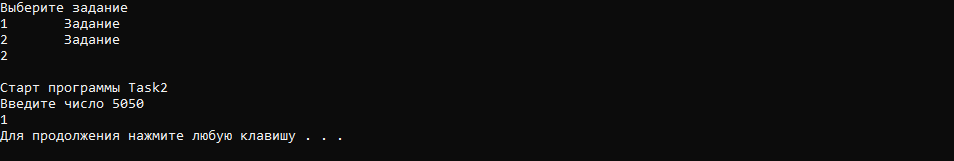 Выберите задание
1 Задание
2 Задание
2
Старт программы Task2
Введите число 5050
1
Для продолжения нажмите любую клавишу . . .